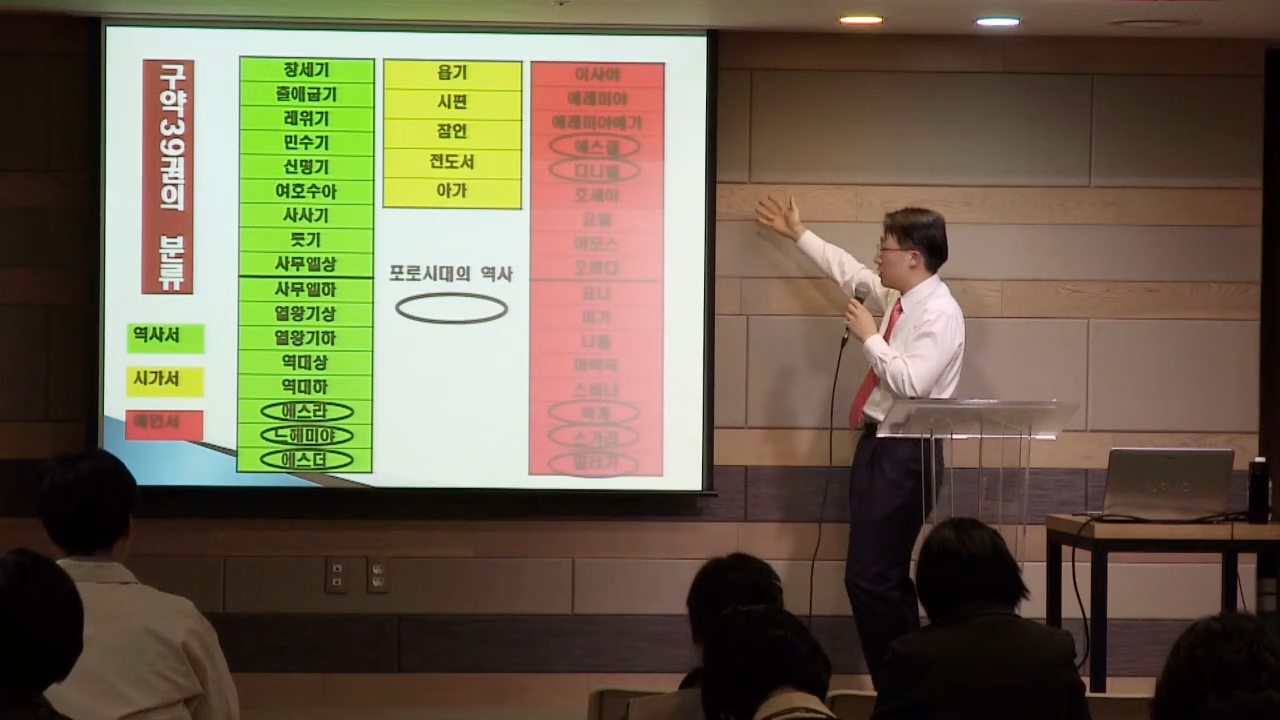 구약39권의 분류
역사서
시가서
예언서
창세기
출애굽기
레위기
민수기
신명기
여호수아
사사기
룻기
사무엘상
사무엘하
열왕기상
열왕기하
역대상
역대하
에스라
느헤미야
에스더
욥기
시편
잠언
전도서
아가
포로시대의 역사
이사야
예레미야
예레미야애가
에스겔
다니엘
호세아
요엘
아모스
오바댜
요나
미가
나훔
하박국
스바냐
학개
스가랴
말라기
VAIO